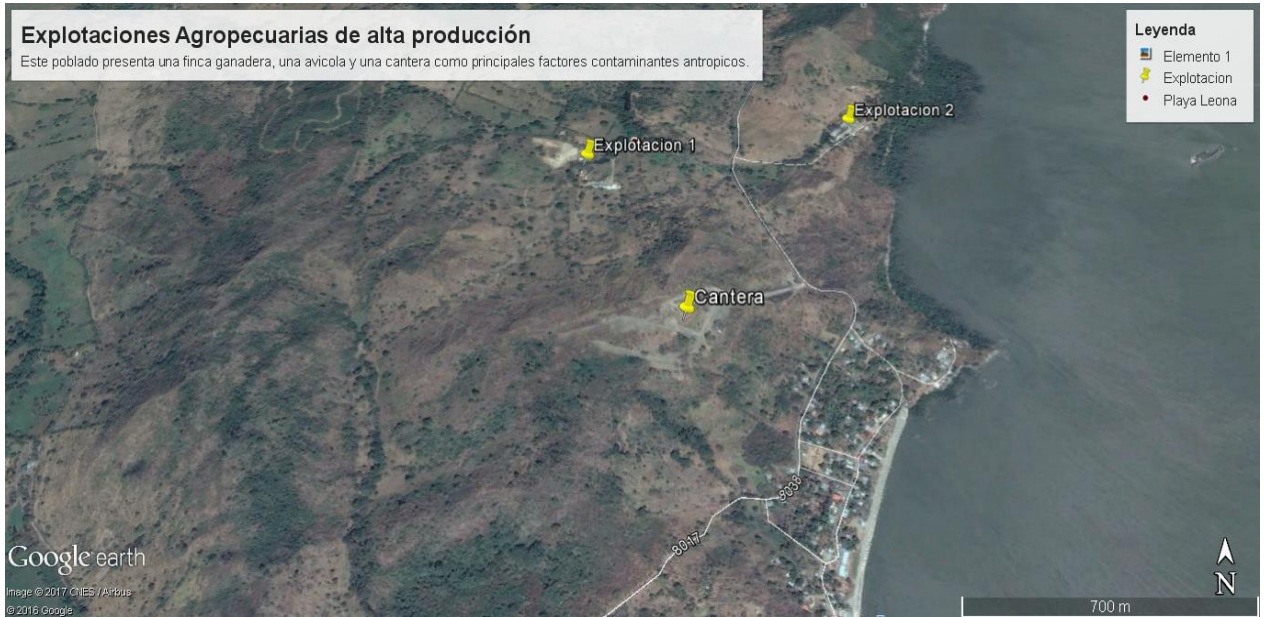 Explotaciones Agropecuarias de alta producción
Este poblado presenta una finca ganadera, una avicola y una cantera como principales factores contaminantes antropicos.
Leyenda
Elemento 1
Explotacion
Playa Leona
Explotacion 2
Explotacion 1
Cantera
8038
8017
Google earth
Image © 2017 CNES / Airbus
© 2016 Google
N
700 m